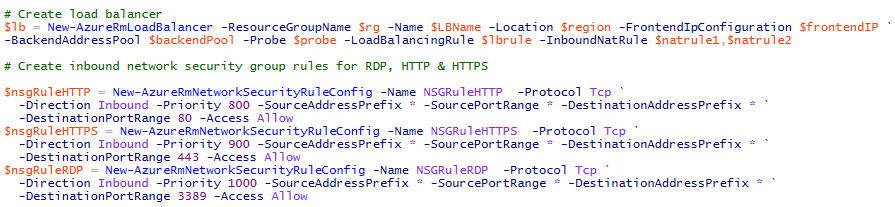 # Create load balancer
$lb = New-AzureRmLoadBalancer -ResourceGroupName $rg -Name $LBName -Location $region -FrontendIpConfiguration $frontendIP `
-BackendAddressPool $backendPool -Probe $probe -LoadBalancingRule $lbrule -InboundNatRule $natrule1,$natrule2
# Create inbound network security group rules for RDP, HTTP & HTTPS
$nsgRuleHTTP = New-AzureRmNetworkSecurityRuleConfig -Name NSGRuleHTTP  -Protocol Tcp `
-Direction Inbound -Priority 800 -SourceAddressPrefix * -SourcePortRange * -DestinationAddressPrefix * `
-DestinationPortRange 80 -Access Allow
$nsgRuleHTTPS = New-AzureRmNetworkSecurityRuleConfig -Name NSGRuleHTTPS  -Protocol Tcp `
-Direction Inbound -Priority 900 -SourceAddressPrefix * -SourcePortRange * -DestinationAddressPrefix * `
-DestinationPortRange 443 -Access Allow
$nsgRuleRDP = New-AzureRmNetworkSecurityRuleConfig -Name NSGRuleRDP  -Protocol Tcp `
-Direction Inbound -Priority 1000 -SourceAddressPrefix * -SourcePortRange * -DestinationAddressPrefix * `
-DestinationPortRange 3389 -Access Allow